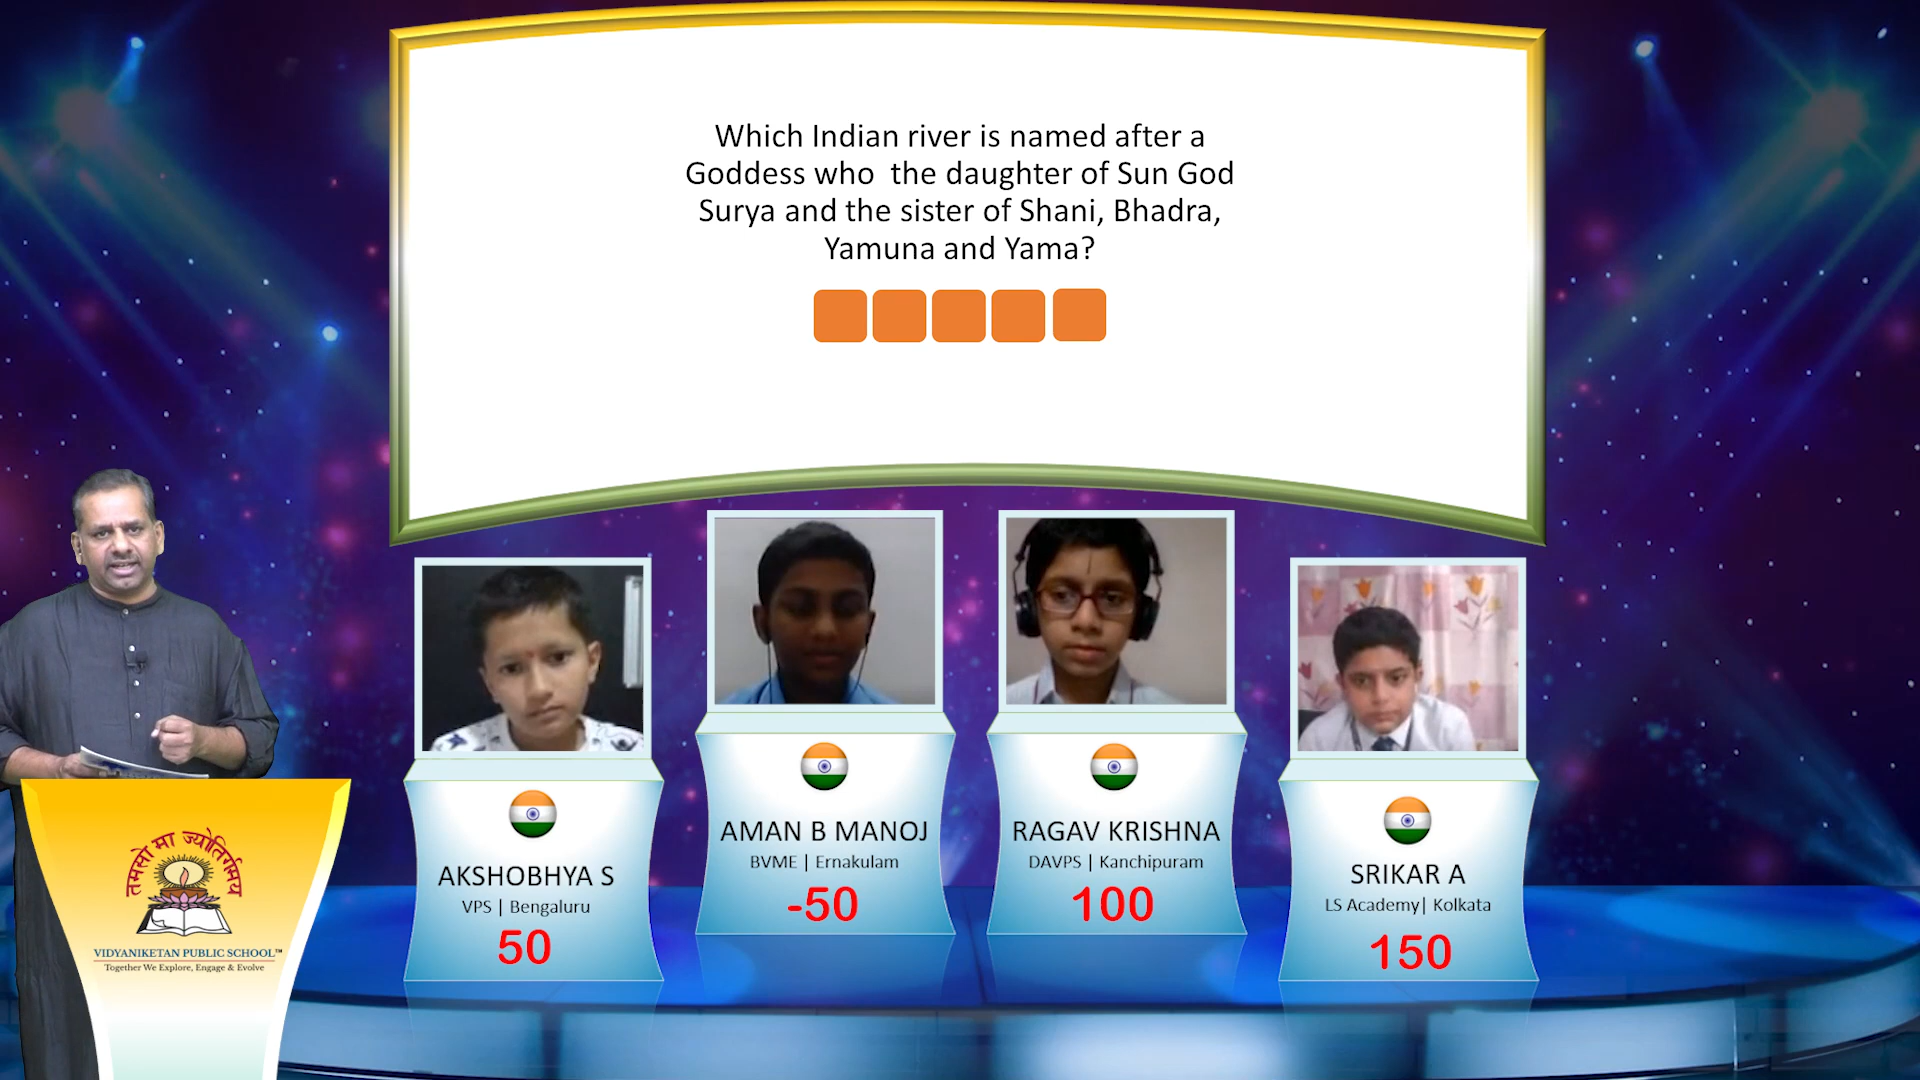 Which Indian river is named after a
Goddess who  the daughter of Sun God
Surya and the sister of Shani, Bhadra,
Yamuna and Yama?
AKSHOBHYA S
VPS | Bengaluru
50
AMAN B MANOJ
BVME | Ernakulam
-50
RAGAV KRISHNA
DAVPS | Kanchipuram
100
SRIKAR A
LS Academy| Kolkata
150
तमसो मा ज्योतिर्गमय
VIDYANIKETAN PUBLIC SCHOOL™
Together We Explore, Engage & Evolve